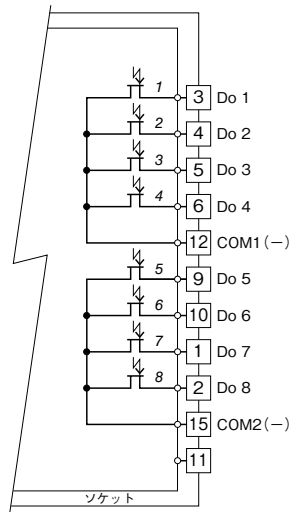 1 3 Do 1
2 4 Do 2
3 5 Do 3
4 6 Do 4
12 COM1(−)
5 9 Do 5
6 10 Do 6
7 1 Do 7
8 2 Do 8
15 COM2(−)
11
ソケット